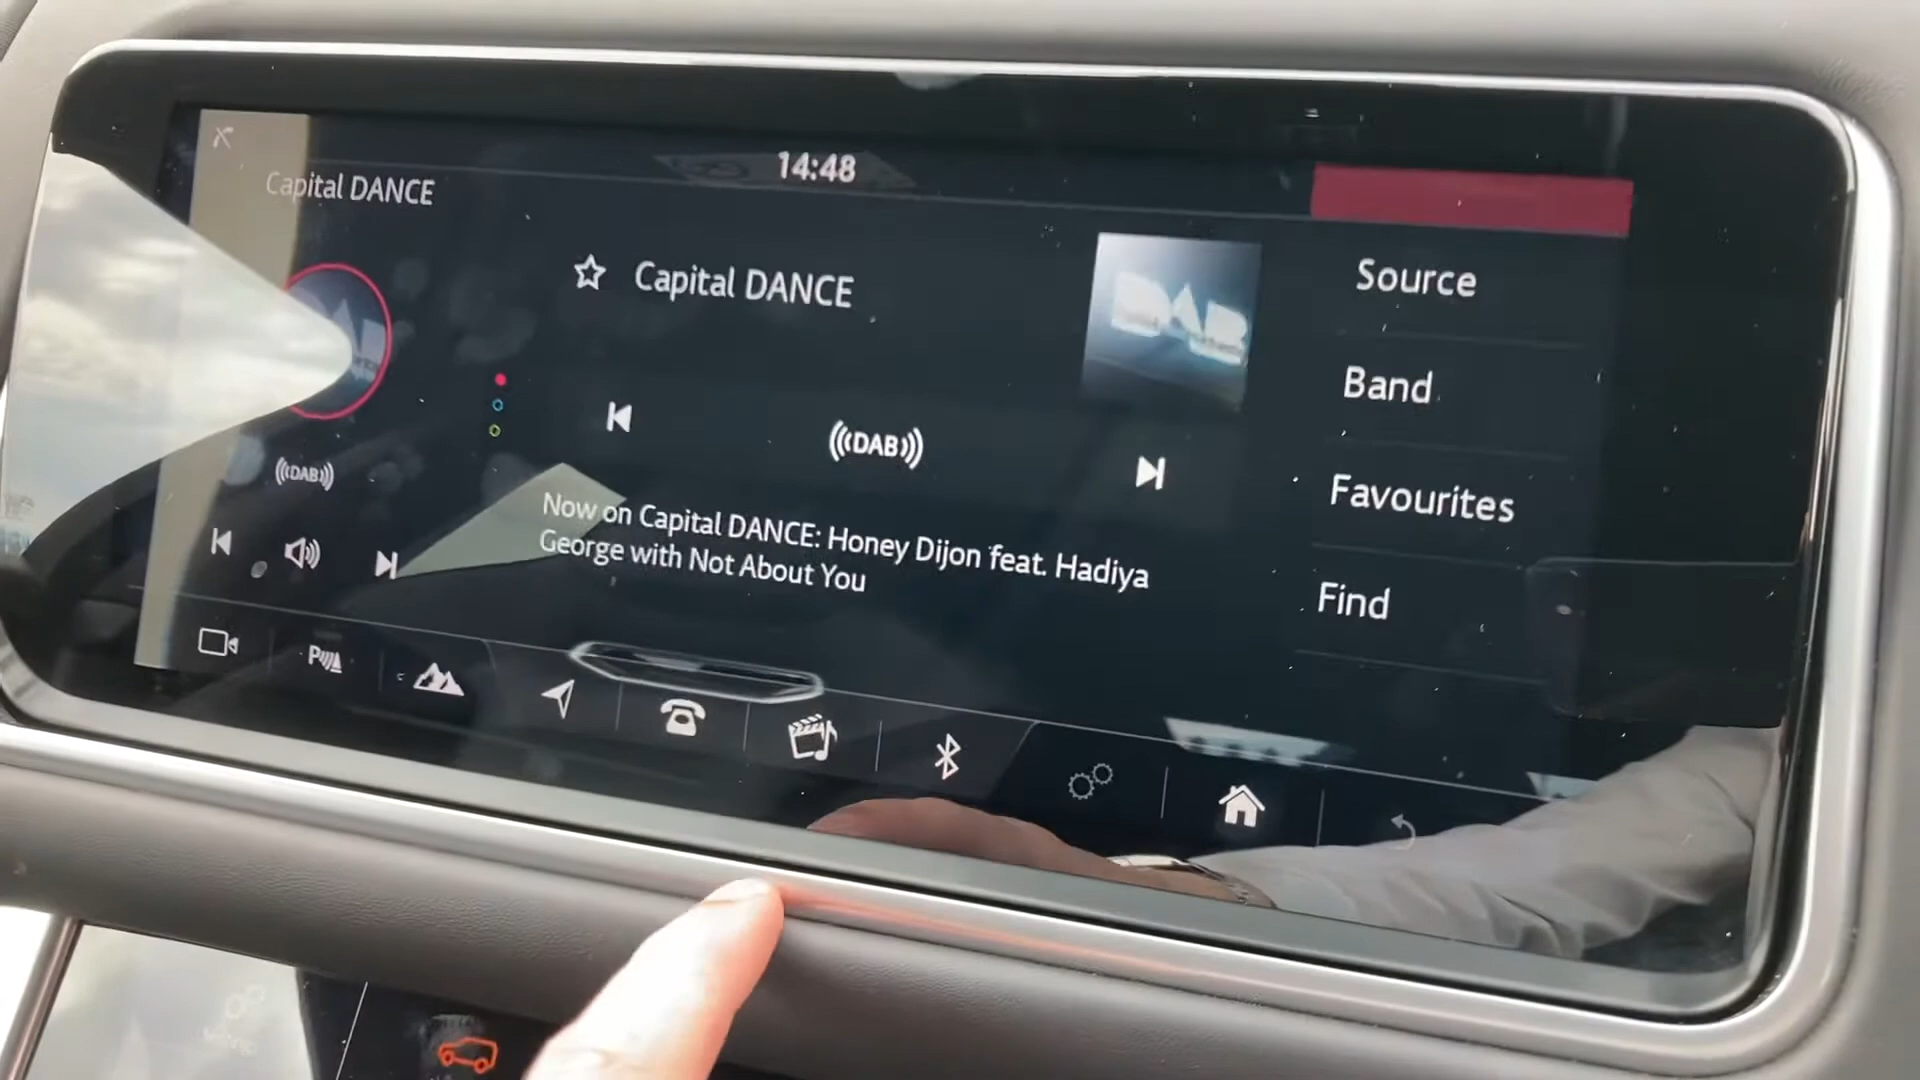 14:48
Capital DANCE
Capital DANCE
DAB
Source
Band
Favourites
Find
DAB
DAB
Now on Capital DANCE: Honey Dijon feat. Hadiya
George with Not About You
P